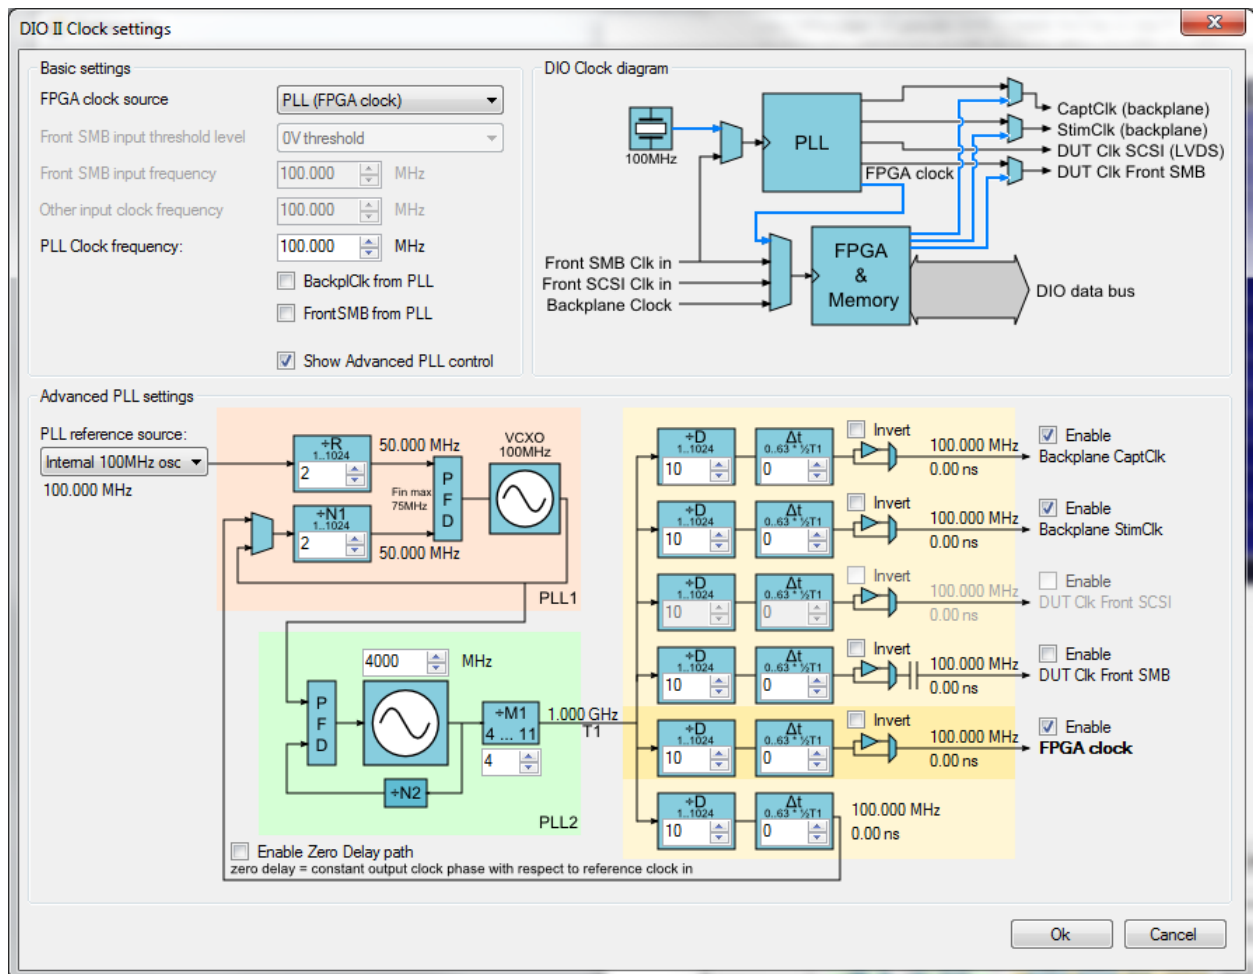 DIO II Clock settings
Basic settings
FPGA clock source
PLL (FPGA clock)
Front SMB input threshold level
0V threshold
Front SMB input frequency
100.000
MHz
Other input clock frequency
100.000
MHz
PLL Clock frequency:
100.000
MHz
BackplClk from PLL
FrontSMB from PLL
Show Advanced PLL control
DIO Clock diagram
100MHz
PLL
FPGA clock
CaptClk (backplane)
StimClk (backplane)
DUT Clk SCSI (LVDS)
DUT Clk Front SMB
Front SMB Clk in
Front SCSI Clk in
Backplane Clock
FPGA
&
Memory
DIO data bus
Advanced PLL settings
PLL reference source:
Internal 100MHz osc
100.000 MHz
÷R
1..1024
2
50.000 MHz
÷N1
1..1024
2
50.000 MHz
Fin max
75MHz
P
F
D
VCXO
100MHz
PLL1
4000
MHz
P
F
D
÷N2
÷M1
4 ... 11
4
1.000 GHz
T1
PLL2
÷D
1..1024
10
Δt
0..63 * ½T1
0
Invert
100.000 MHz
0.00 ns
Enable
Backplane CaptClk
÷D
1..1024
10
Δt
0..63 * ½T1
0
Invert
100.000 MHz
0.00 ns
Enable
Backplane StimClk
÷D
1..1024
10
Δt
0..63 * ½T1
0
Invert
100.000 MHz
0.00 ns
Enable
DUT Clk Front SCSI
÷D
1..1024
10
Δt
0..63 * ½T1
0
Invert
100.000 MHz
0.00 ns
Enable
DUT Clk Front SMB
÷D
1..1024
10
Δt
0..63 * ½T1
0
Invert
100.000 MHz
0.00 ns
Enable
FPGA clock
÷D
1..1024
10
Δt
0..63 * ½T1
0
100.000 MHz
0.00 ns
Enable Zero Delay path
zero delay = constant output clock phase with respect to reference clock in
Ok
Cancel